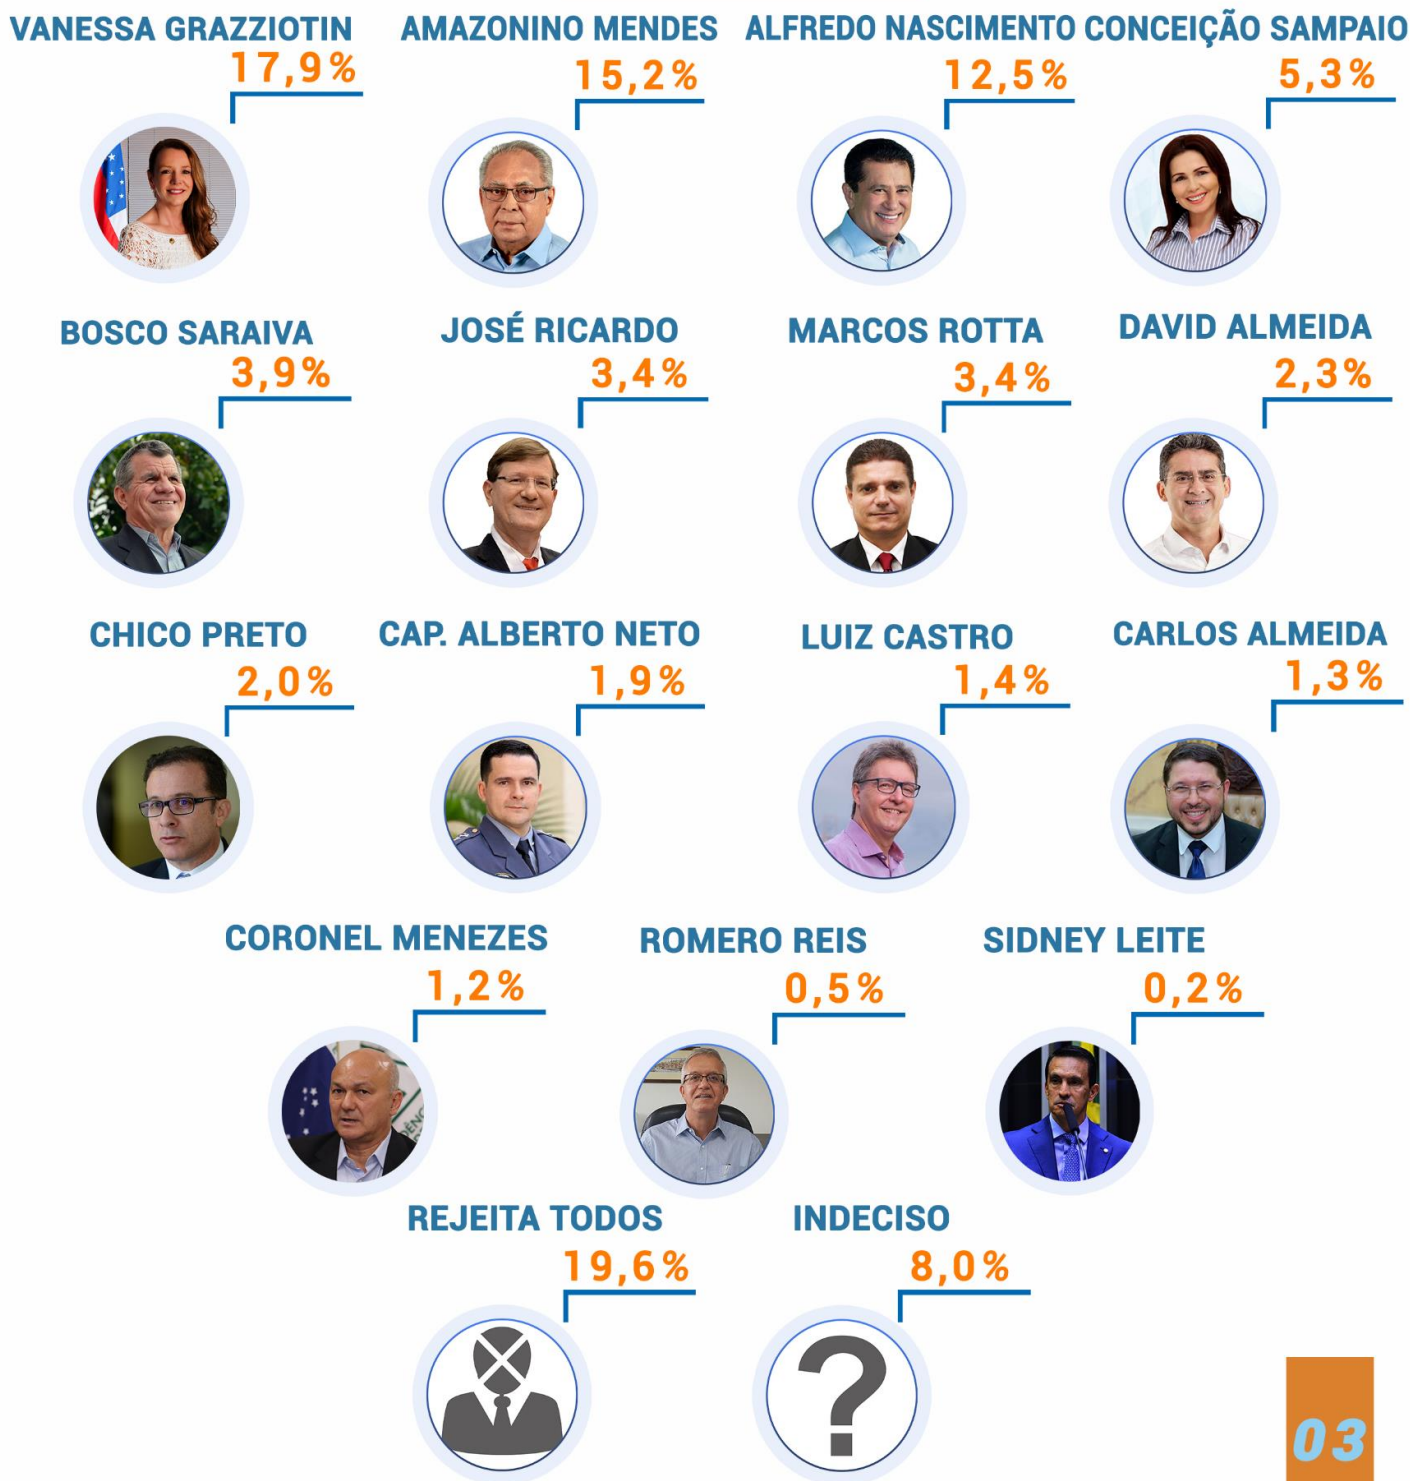 VANESSA GRAZZIOTIN
17,9%
AMAZONINO MENDES
15,2%
ALFREDO NASCIMENTO
12,5%
CONCEIÇÃO SAMPAIO
5,3%
BOSCO SARAIVA
3,9%
JOSÉ RICARDO
3,4%
MARCOS ROTTA
3,4%
DAVID ALMEIDA
2,3%
CHICO PRETO
2,0%
CAP. ALBERTO NETO
1,9%
LUIZ CASTRO
1,4%
CARLOS ALMEIDA
1,3%
CORONEL MENEZES
1,2%
ROMERO REIS
0,5%
SIDNEY LEITE
0,2%
REJEITA TODOS
19,6%
INDECISO
8,0%
?
03